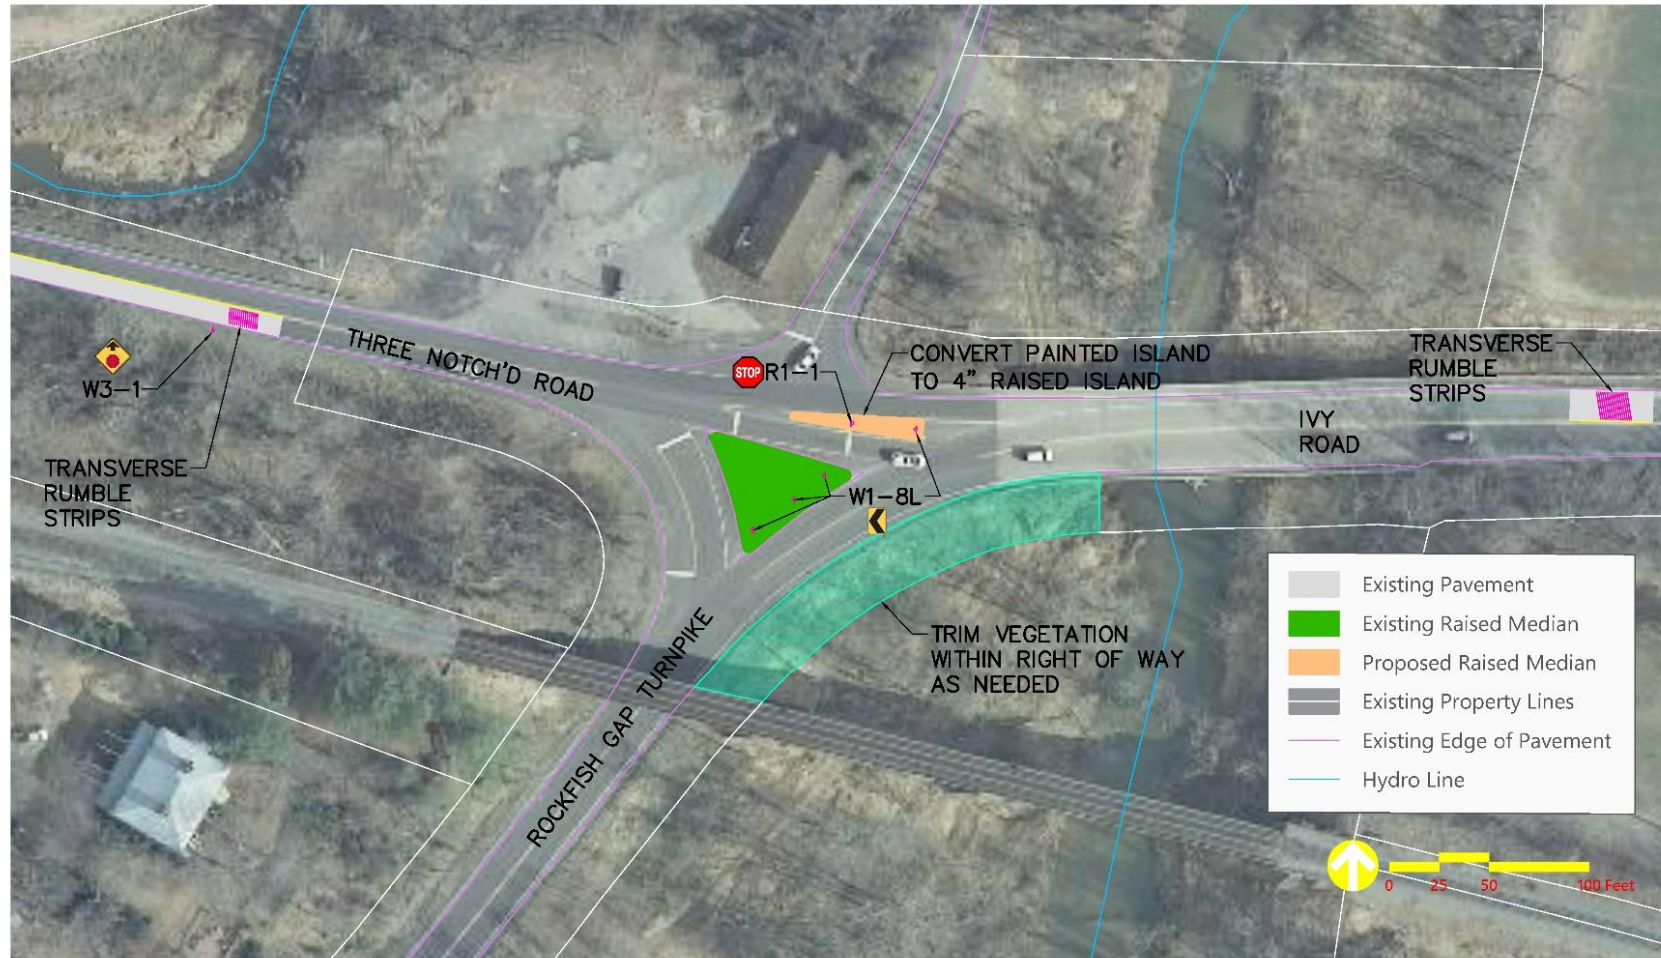 THREE NOTCH'D ROAD
W3-1
TRANSVERSE
RUMBLE
STRIPS
STOP
R1-1
CONVERT PAINTED ISLAND
TO 4" RAISED ISLAND
TRANSVERSE
RUMBLE
STRIPS
IVY
ROAD
W1-8L
TRIM VEGETATION
WITHIN RIGHT OF WAY
AS NEEDED
ROCKFISH GAP TURNPIKE
Existing Pavement
Existing Raised Median
Proposed Raised Median
Existing Property Lines
Existing Edge of Pavement
Hydro Line
0 25 50 100 Feet